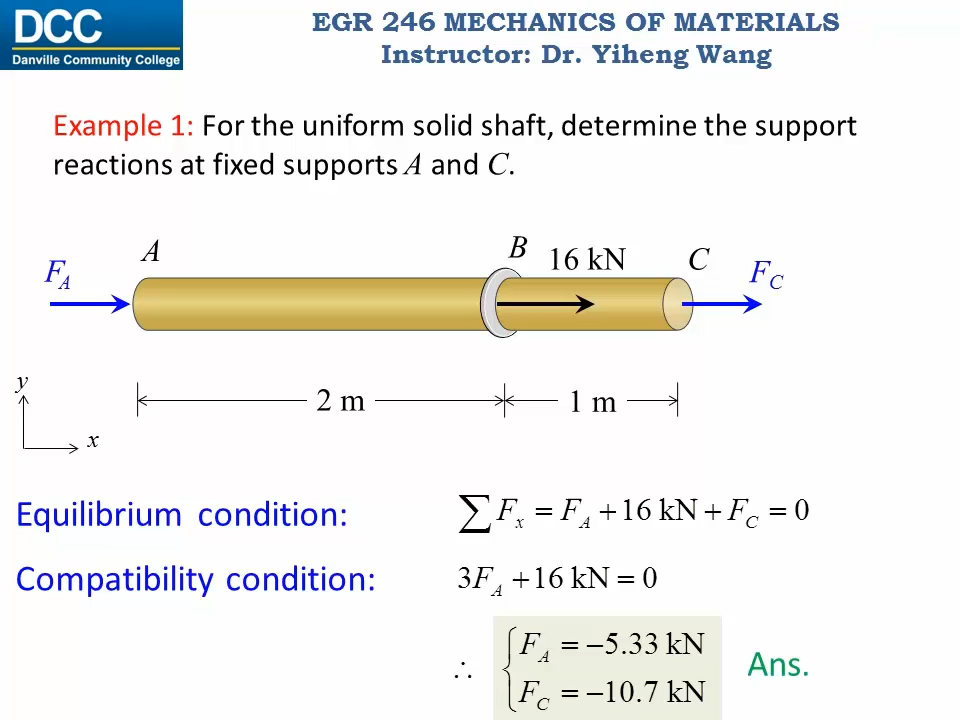 DCC
Danville Community College
EGR 246 MECHANICS OF MATERIALS
Instructor: Dr. Yiheng Wang
Example 1: For the uniform solid shaft, determine the support
reactions at fixed supports A and C.
A
B
16 kN
C
F_A
F_C
y
x
2 m
1 m
Equilibrium condition:
∑ F_x = F_A + 16 kN + F_C = 0
Compatibility condition:
3F_A + 16 kN = 0
∴ { F_A = −5.33 kN
F_C = −10.7 kN
Ans.